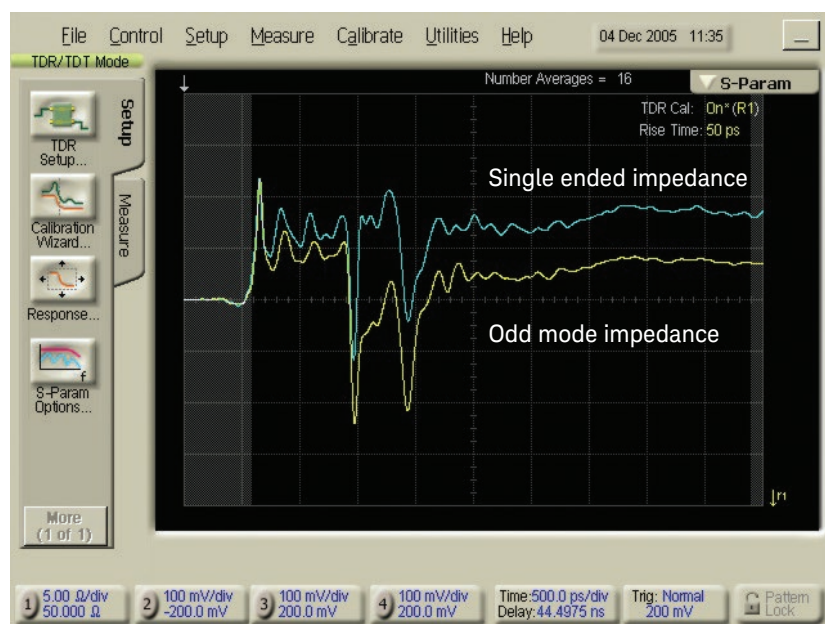 File Control Setup Measure Calibrate Utilities Help 04 Dec 2005 11:35
TDR/TDT Mode
Number Averages = 16
S-Param
TDR Cal: On*(R1)
Rise Time: 50 ps
Setup
Measure
TDR
Setup...
Calibration
Wizard...
Response...
f
S-Param
Options...
More
(1 of 1)
Single ended impedance
Odd mode impedance
r1
1) 5.00 Ω/div
50.000 Ω
2) 100 mV/div
-200.0 mV
3) 100 mV/div
200.0 mV
4) 100 mV/div
200.0 mV
Time:500.0 ps/div
Delay:44.4975 ns
Trig: Normal
200 mV
Pattern
Lock